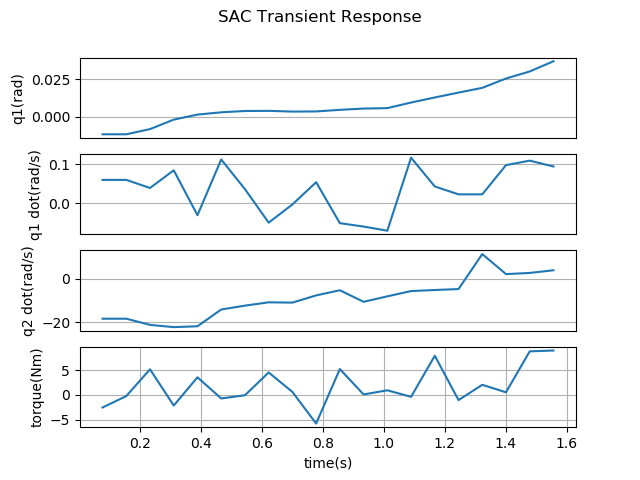 SAC Transient Response
q1(rad)
0.025
0.000
q1 dot(rad/s)
0.1
0.0
q2 dot(rad/s)
0
−20
torque(Nm)
5
0
−5
0.2 0.4 0.6 0.8 1.0 1.2 1.4 1.6
time(s)